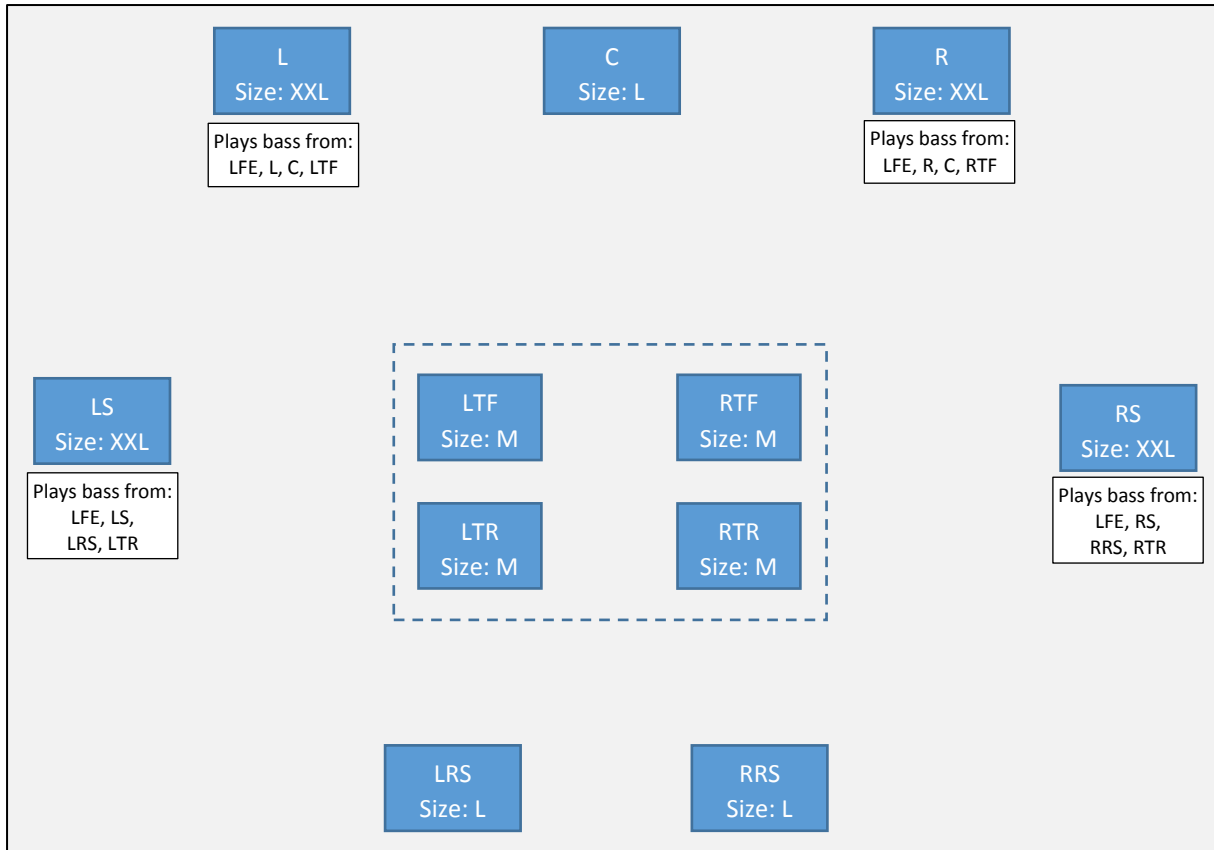 L
Size: XXL
Plays bass from:
LFE, L, C, LTF
C
Size: L
R
Size: XXL
Plays bass from:
LFE, R, C, RTF
LS
Size: XXL
Plays bass from:
LFE, LS,
LRS, LTR
LTF
Size: M
RTF
Size: M
LTR
Size: M
RTR
Size: M
RS
Size: XXL
Plays bass from:
LFE, RS,
RRS, RTR
LRS
Size: L
RRS
Size: L